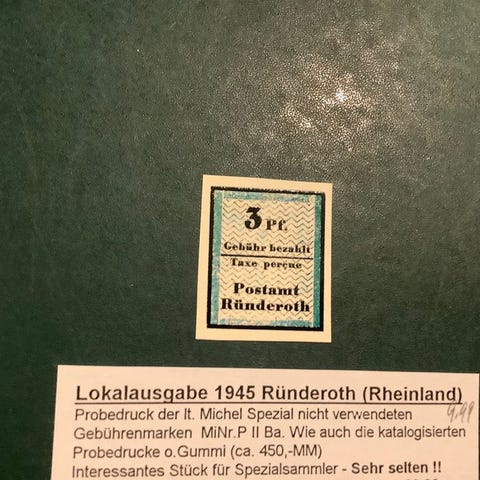 3 Pf.
Gebühr bezahlt
Taxe perçue
Postamt
Ründeroth
Lokalausgabe 1945 Ründeroth (Rheinland)
9,49
Probedruck der lt. Michel Spezial nicht verwendeten
Gebührenmarken MiNr.P II Ba. Wie auch die katalogisierten
Probedrucke o.Gummi (ca. 450,-MM)
Interessantes Stück für Spezialsammler - Sehr selten !!